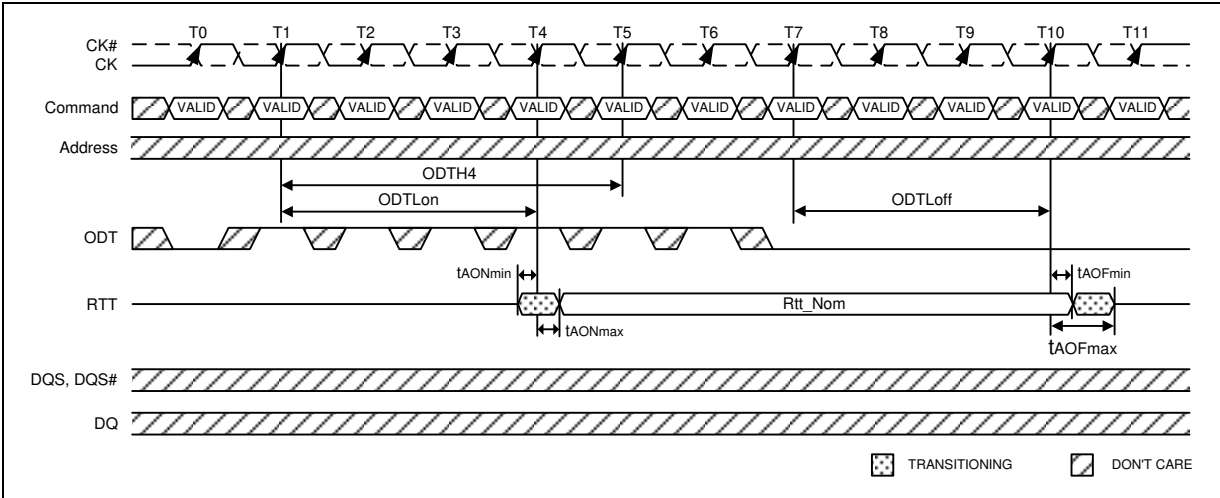 T0 T1 T2 T3 T4 T5 T6 T7 T8 T9 T10 T11
CK#
CK
Command VALID VALID VALID VALID VALID VALID VALID VALID VALID VALID VALID VALID
Address
ODTH4
ODTLon
ODTLoff
ODT
tAONmin
tAOFmin
RTT
Rtt_Nom
tAONmax
tAOFmax
DQS, DQS#
DQ
TRANSITIONING
DON'T CARE